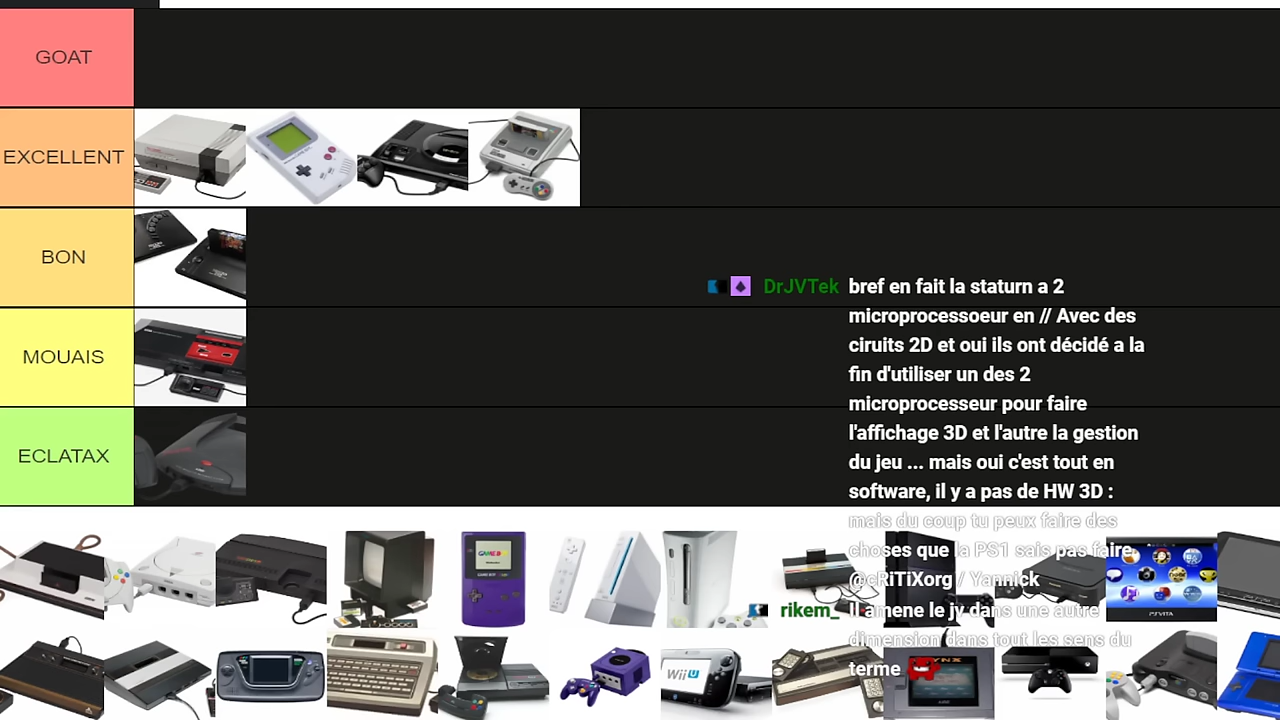 GOAT
EXCELLENT
BON
MOUAIS
ECLATAX
DrJVTek bref en fait la staturn a 2
microprocessoeur en // Avec des
ciruits 2D et oui ils ont décidé a la
fin d'utiliser un des 2
microprocesseur pour faire
l'affichage 3D et l'autre la gestion
du jeu ... mais oui c'est tout en
software, il y a pas de HW 3D :
mais du coup tu peux faire des
choses que la PS1 sais pas faire
@cRiTiXorg / Yannick
rikem_ Il amene le jv dans une autre
dimension dans tout les sens du
terme
GAME BOY
PSVITA
Wii U
LYNX